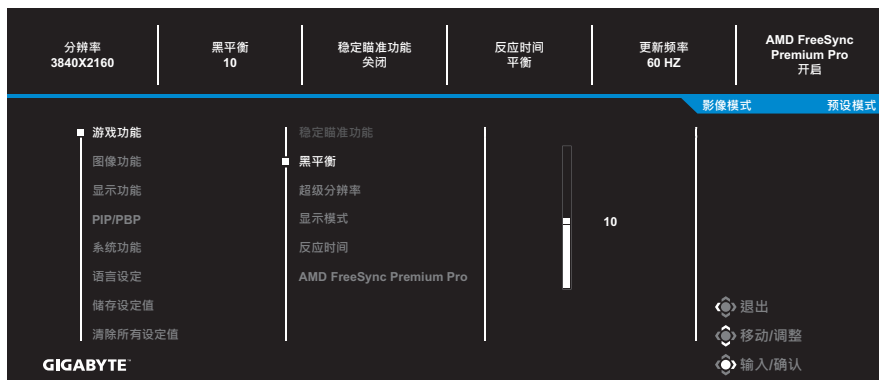 分辨率
3840X2160
黑平衡
10
稳定瞄准功能
关闭
反应时间
平衡
更新频率
60 HZ
AMD FreeSync
Premium Pro
开启
影像模式
预设模式
游戏功能
图像功能
显示功能
PIP/PBP
系统功能
语言设定
储存设定值
清除所有设定值
稳定瞄准功能
黑平衡
超级分辨率
显示模式
反应时间
AMD FreeSync Premium Pro
10
退出
移动/调整
输入/确认
GIGABYTE™